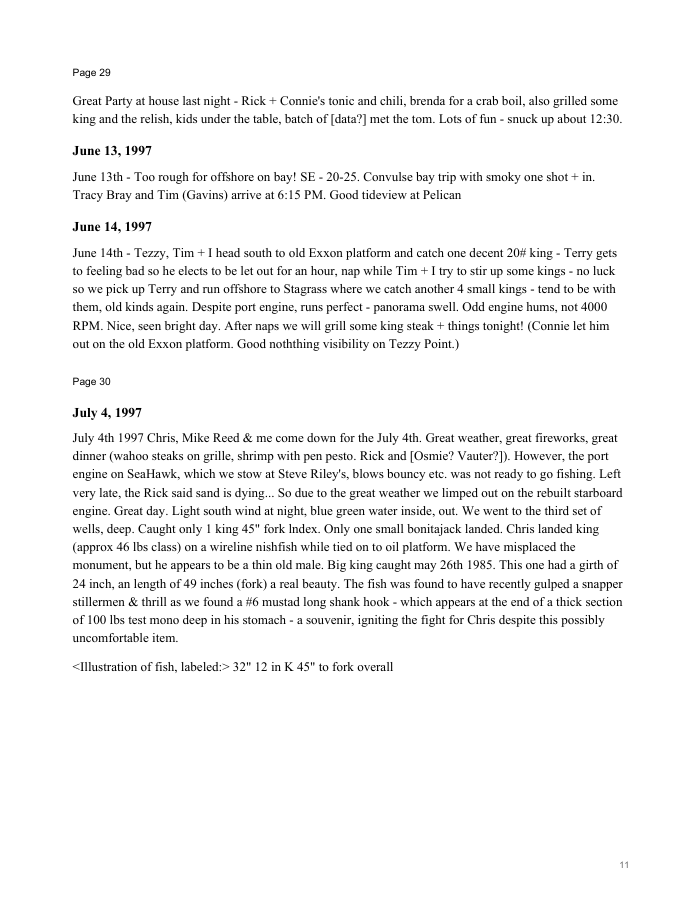 Page 29
Great Party at house last night - Rick + Connie's tonic and chili, brenda for a crab boil, also grilled some
king and the relish, kids under the table, batch of [data?] met the tom. Lots of fun - snuck up about 12:30.
June 13, 1997
June 13th - Too rough for offshore on bay! SE - 20-25. Convulse bay trip with smoky one shot + in.
Tracy Bray and Tim (Gavins) arrive at 6:15 PM. Good tideview at Pelican
June 14, 1997
June 14th - Tezzy, Tim + I head south to old Exxon platform and catch one decent 20# king - Terry gets
to feeling bad so he elects to be let out for an hour, nap while Tim + I try to stir up some kings - no luck
so we pick up Terry and run offshore to Stagrass where we catch another 4 small kings - tend to be with
them, old kinds again. Despite port engine, runs perfect - panorama swell. Odd engine hums, not 4000
RPM. Nice, seen bright day. After naps we will grill some king steak + things tonight! (Connie let him
out on the old Exxon platform. Good noththing visibility on Tezzy Point.)
Page 30
July 4, 1997
July 4th 1997 Chris, Mike Reed & me come down for the July 4th. Great weather, great fireworks, great
dinner (wahoo steaks on grille, shrimp with pen pesto. Rick and [Osmie? Vauter?]). However, the port
engine on SeaHawk, which we stow at Steve Riley's, blows bouncy etc. was not ready to go fishing. Left
very late, the Rick said sand is dying... So due to the great weather we limped out on the rebuilt starboard
engine. Great day. Light south wind at night, blue green water inside, out. We went to the third set of
wells, deep. Caught only 1 king 45" fork lndex. Only one small bonitajack landed. Chris landed king
(approx 46 lbs class) on a wireline nishfish while tied on to oil platform. We have misplaced the
monument, but he appears to be a thin old male. Big king caught may 26th 1985. This one had a girth of
24 inch, an length of 49 inches (fork) a real beauty. The fish was found to have recently gulped a snapper
stillermen & thrill as we found a #6 mustad long shank hook - which appears at the end of a thick section
of 100 lbs test mono deep in his stomach - a souvenir, igniting the fight for Chris despite this possibly
uncomfortable item.
<Illustration of fish, labeled:> 32" 12 in K 45" to fork overall
11